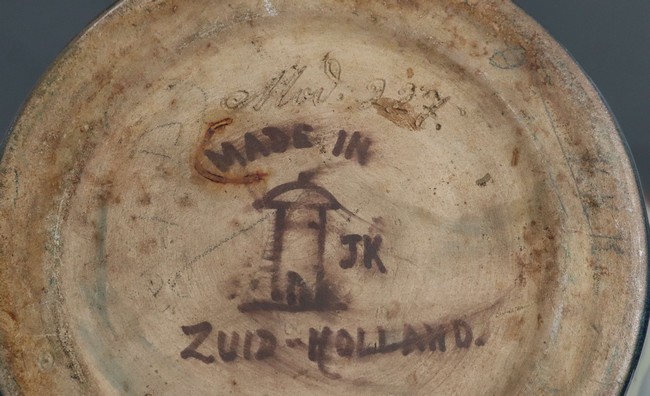 Mod. 227
MADE IN
JK
ZUID-HOLLAND.